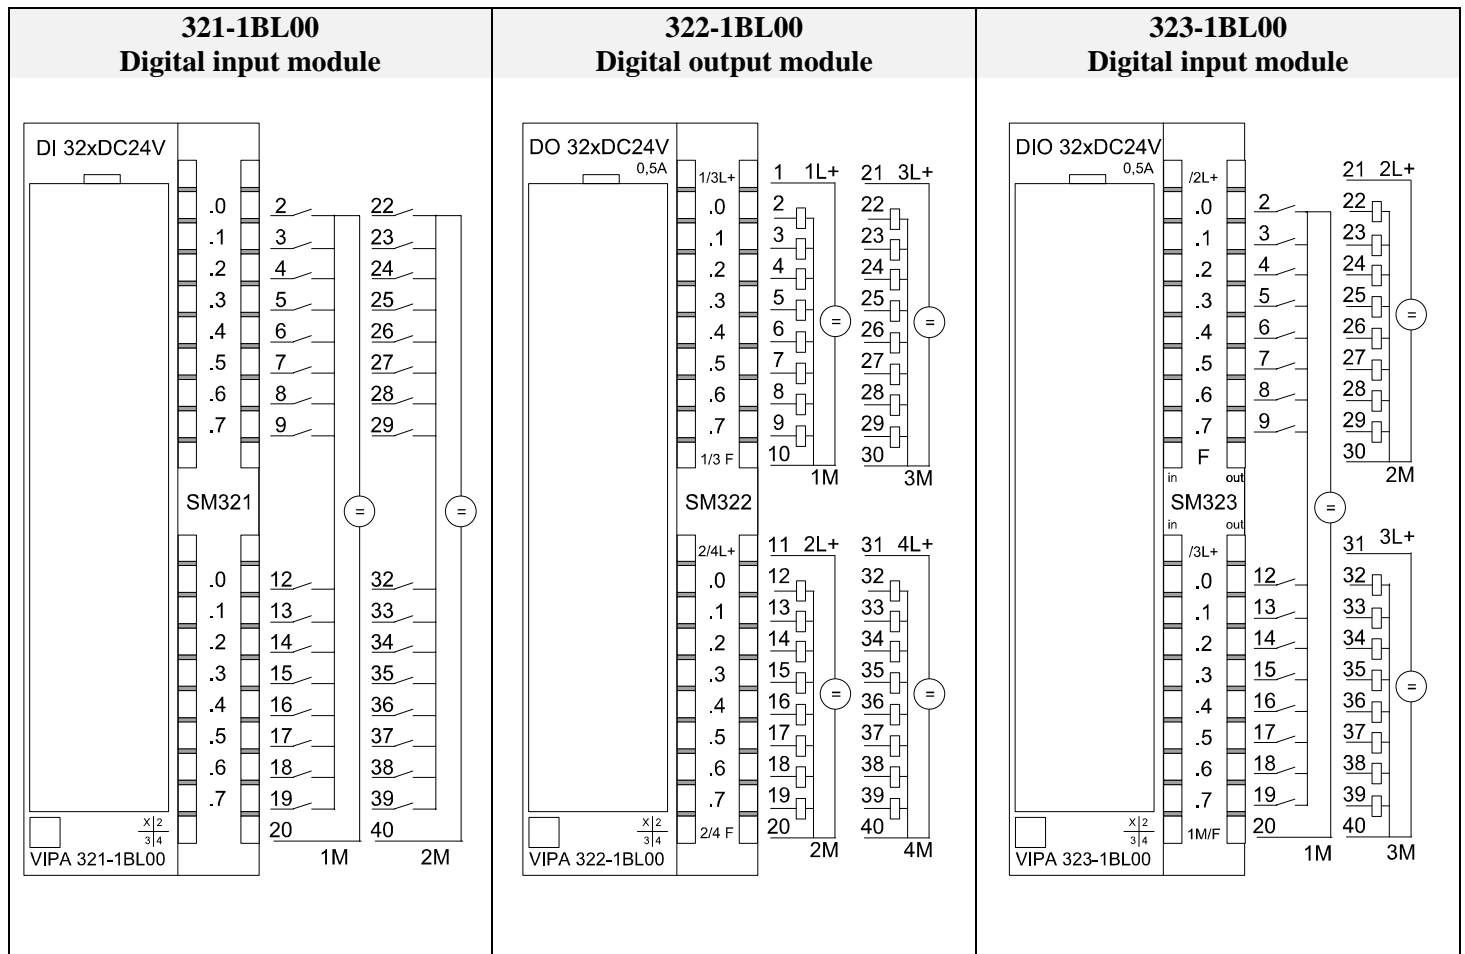 321-1BL00
Digital input module
DI 32xDC24V
.0 2 22
.1 3 23
.2 4 24
.3 5 25
.4 6 26
.5 7 27
.6 8 28
.7 9 29
SM321 = =
.0 12 32
.1 13 33
.2 14 34
.3 15 35
.4 16 36
.5 17 37
.6 18 38
.7 19 39
X 2 20 40
3 4
VIPA 321-1BL00 1M 2M
322-1BL00
Digital output module
DO 32xDC24V
0,5A
1/3L+ 1 1L+ 21 3L+
.0 2 22
.1 3 23
.2 4 24
.3 5 25
= =
.4 6 26
.5 7 27
.6 8 28
.7 9 29
1/3 F 10 30
1M 3M
SM322
2/4L+ 11 2L+ 31 4L+
.0 12 32
.1 13 33
.2 14 34
.3 15 35
= =
.4 16 36
.5 17 37
.6 18 38
.7 19 39
X 2 2/4 F 20 40
3 4
VIPA 322-1BL00 2M 4M
323-1BL00
Digital input module
DIO 32xDC24V
0,5A
/2L+ 21 2L+
.0 2 22
.1 3 23
.2 4 24
.3 5 25
=
.4 6 26
.5 7 27
.6 8 28
.7 9 29
F 30
in out 2M
SM323 =
in out
/3L+ 31 3L+
.0 12 32
.1 13 33
.2 14 34
.3 15 35
=
.4 16 36
.5 17 37
.6 18 38
.7 19 39
X 2 1M/F 20 40
3 4
VIPA 323-1BL00 1M 3M